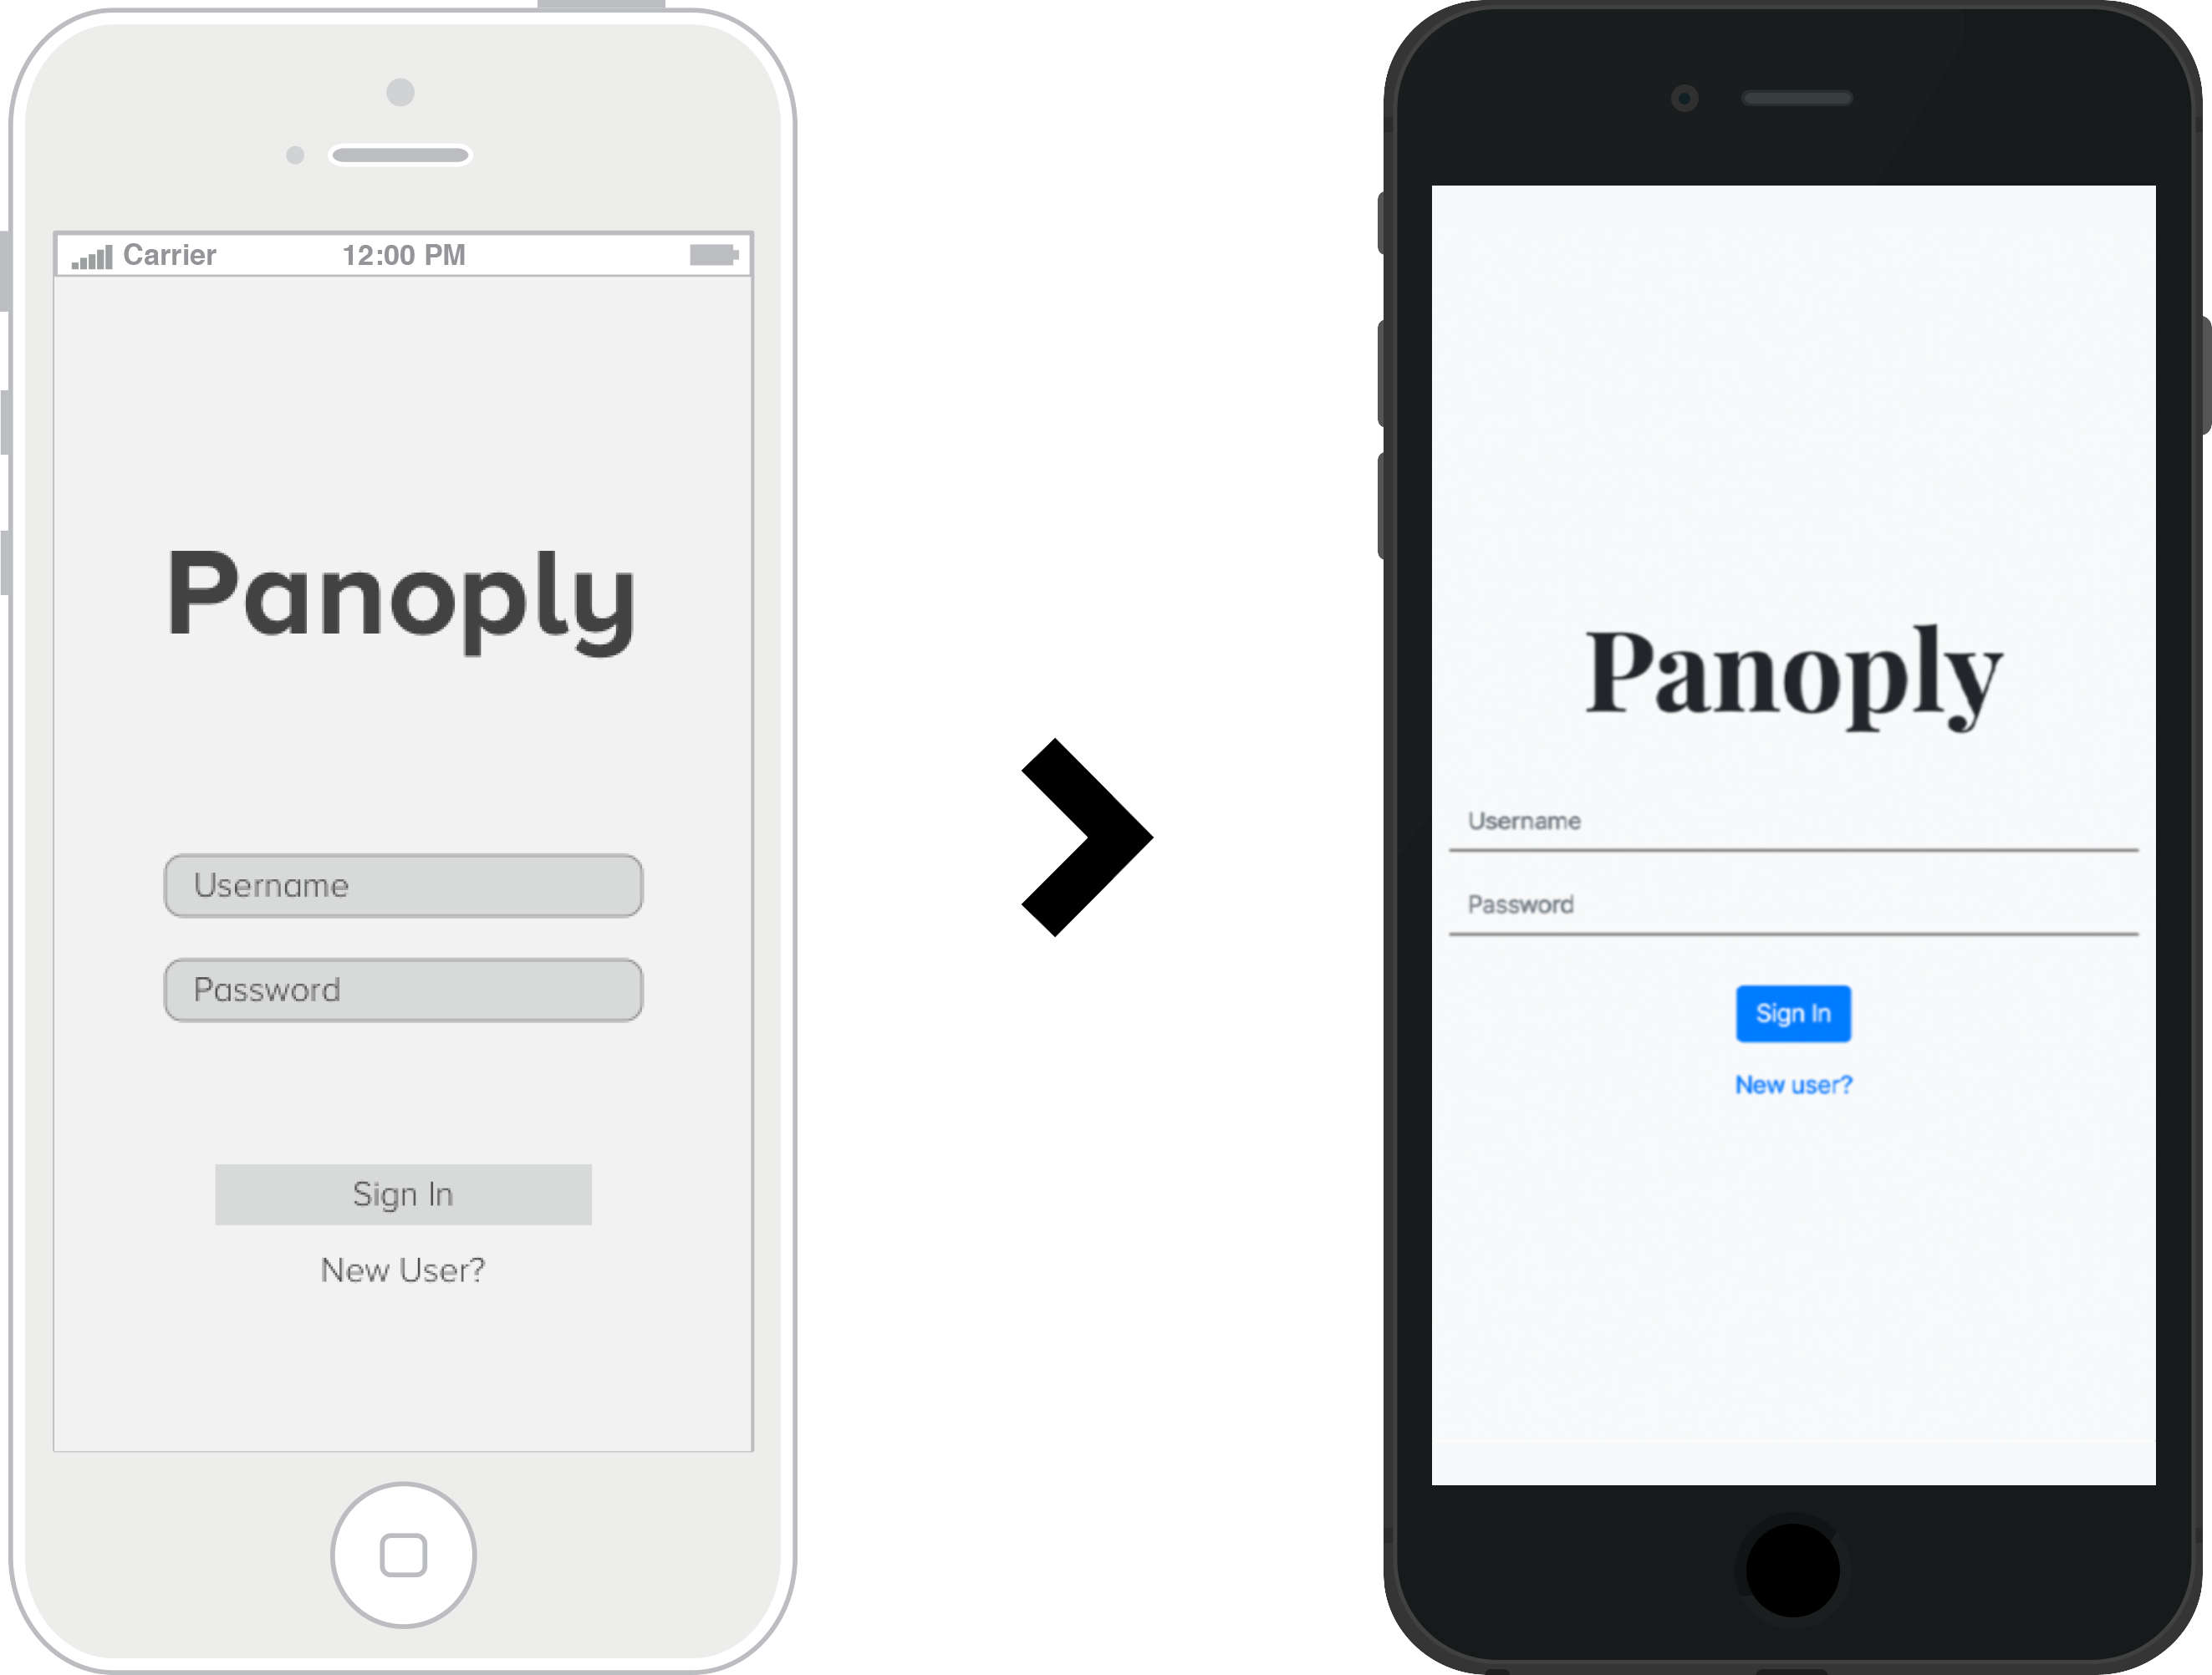 Carrier 12:00 PM
Panoply
Username
Password
Sign In
New User?
Panoply
Username
Password
Sign In
New user?